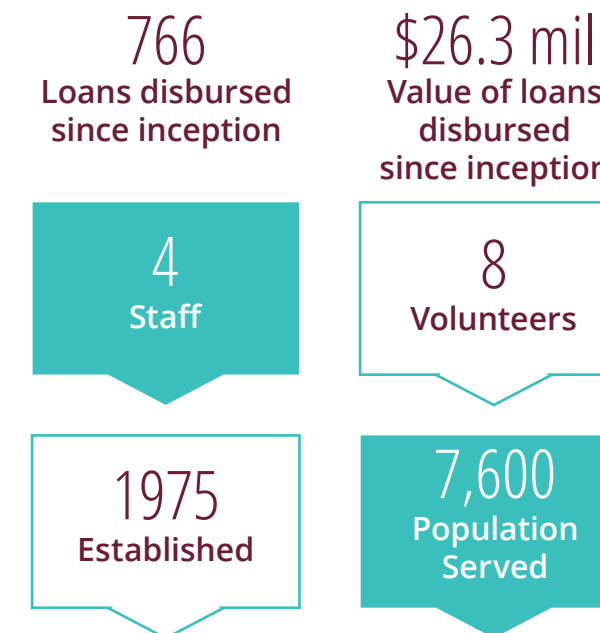 766
Loans disbursed
since inception
$26.3 mil
Value of loans
disbursed
since inception
4
Staff
8
Volunteers
1975
Established
7,600
Population
Served